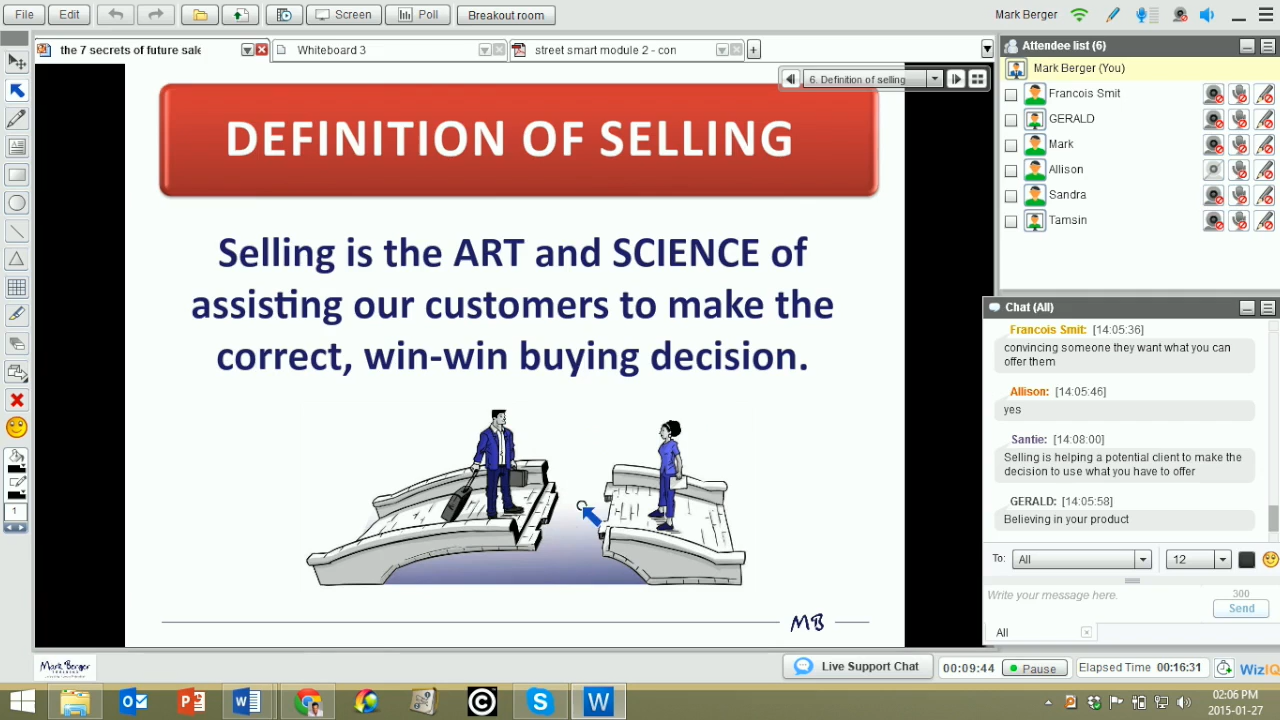 File Edit Screen Poll Breakout room Mark Berger
the 7 secrets of future sale Whiteboard 3 street smart module 2 - con
Attendee list (6)
Mark Berger (You)
Francois Smit
GERALD
Mark
Allison
Sandra
Tamsin
6. Definition of selling
DEFINITION OF SELLING
Selling is the ART and SCIENCE of
assisting our customers to make the
correct, win-win buying decision.
MB
Chat (All)
Francois Smit: [14:05:36]
convincing someone they want what you can
offer them
Allison: [14:05:46]
yes
Santie: [14:08:00]
Selling is helping a potential client to make the
decision to use what you have to offer
GERALD: [14:05:58]
Believing in your product
To: All 12
Write your message here. 300
Send
All
1
Mark Berger
Live Support Chat 00:09:44 Pause Elapsed Time 00:16:31 WizIQ
02:06 PM
2015-01-27